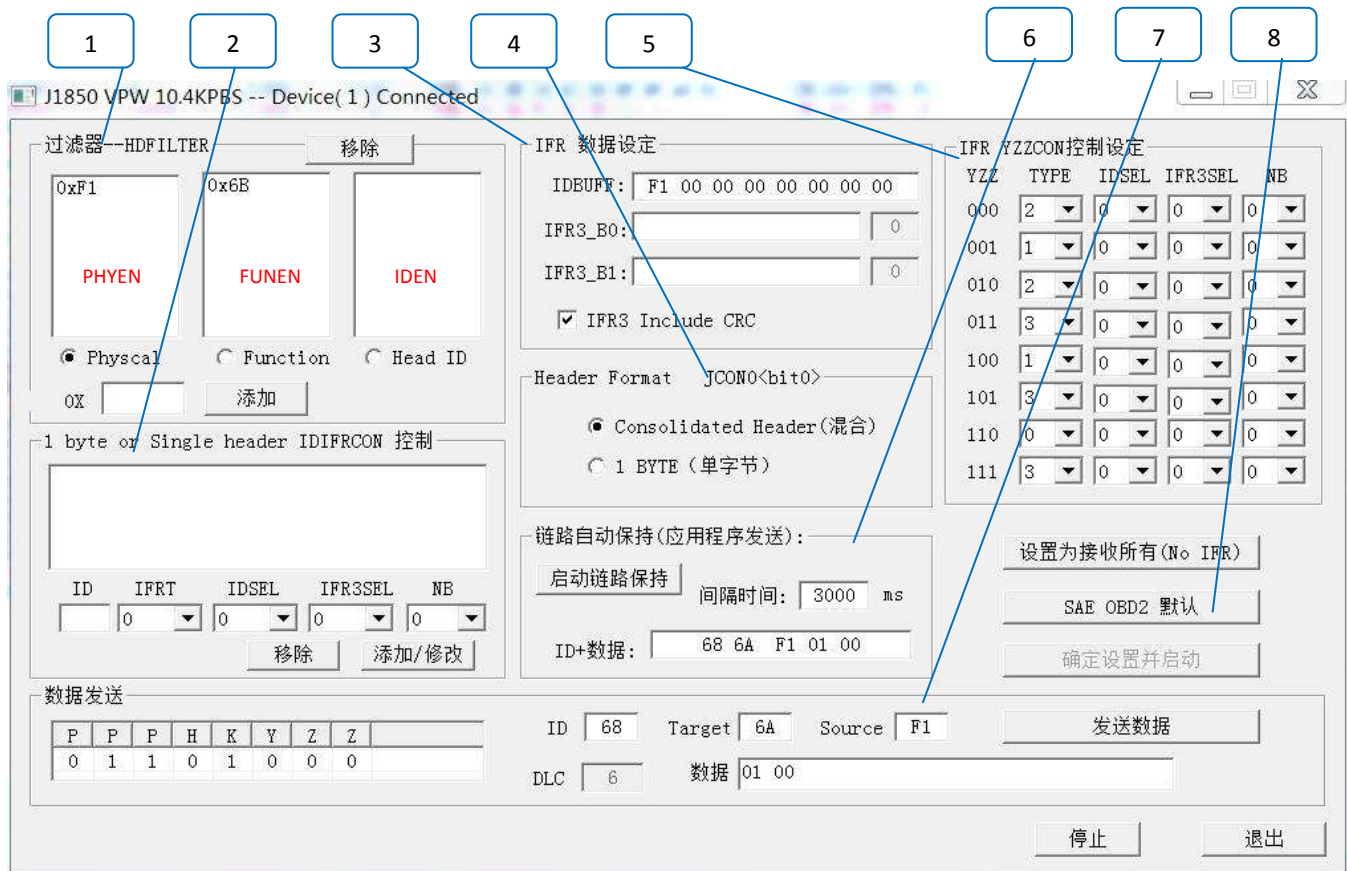 1 2 3 4 5 6 7 8
J1850 VPW 10.4KPBS -- Device( 1 ) Connected
过滤器--HDFILTER 移除
0xF1 0x6B
PHYEN FUNEN IDEN
Physcal Function Head ID
0X 添加
1 byte or Single header IDIFRCON 控制
ID IFRT IDSEL IFR3SEL NB
0 0 0 0
移除 添加/修改
IFR 数据设定
IDBUFF: F1 00 00 00 00 00 00 00
IFR3_B0: 0
IFR3_B1: 0
IFR3 Include CRC
Header Format JCON0<bit0>
Consolidated Header(混合)
1 BYTE (单字节)
链路自动保持(应用程序发送):
启动链路保持 间隔时间: 3000 ms
ID+数据: 68 6A F1 01 00
IFR YZZCON控制设定
YZZ TYPE IDSEL IFR3SEL NB
000 2 0 0 0
001 1 0 0 0
010 2 0 0 0
011 3 0 0 0
100 1 0 0 0
101 3 0 0 0
110 0 0 0 0
111 3 0 0 0
设置为接收所有(No IFR)
SAE OBD2 默认
确定设置并启动
数据发送
P P P H K Y Z Z
0 1 1 0 1 0 0 0
ID 68 Target 6A Source F1 发送数据
DLC 6 数据 01 00
停止 退出